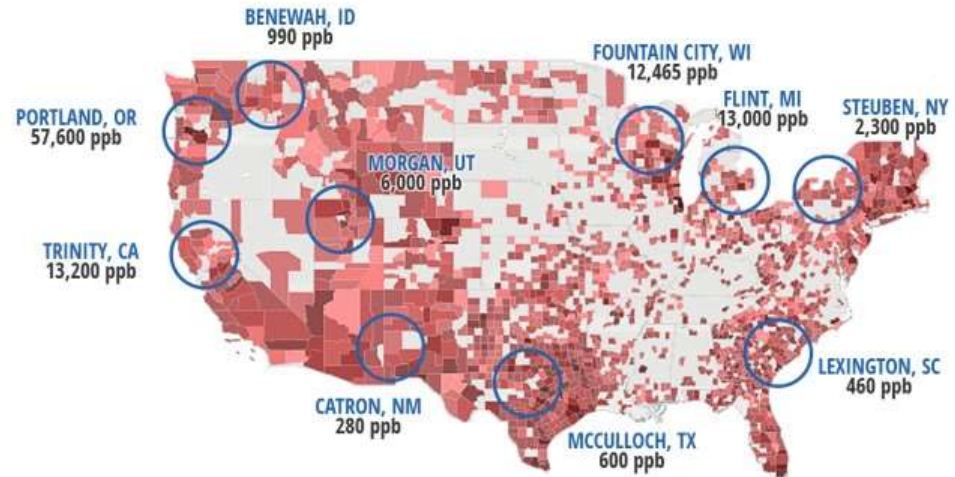 BENEWAH, ID
990 ppb
FOUNTAIN CITY, WI
12,465 ppb
FLINT, MI
13,000 ppb
STEUBEN, NY
2,300 ppb
PORTLAND, OR
57,600 ppb
MORGAN, UT
6,000 ppb
TRINITY, CA
13,200 ppb
LEXINGTON, SC
460 ppb
CATRON, NM
280 ppb
MCCULLOCH, TX
600 ppb